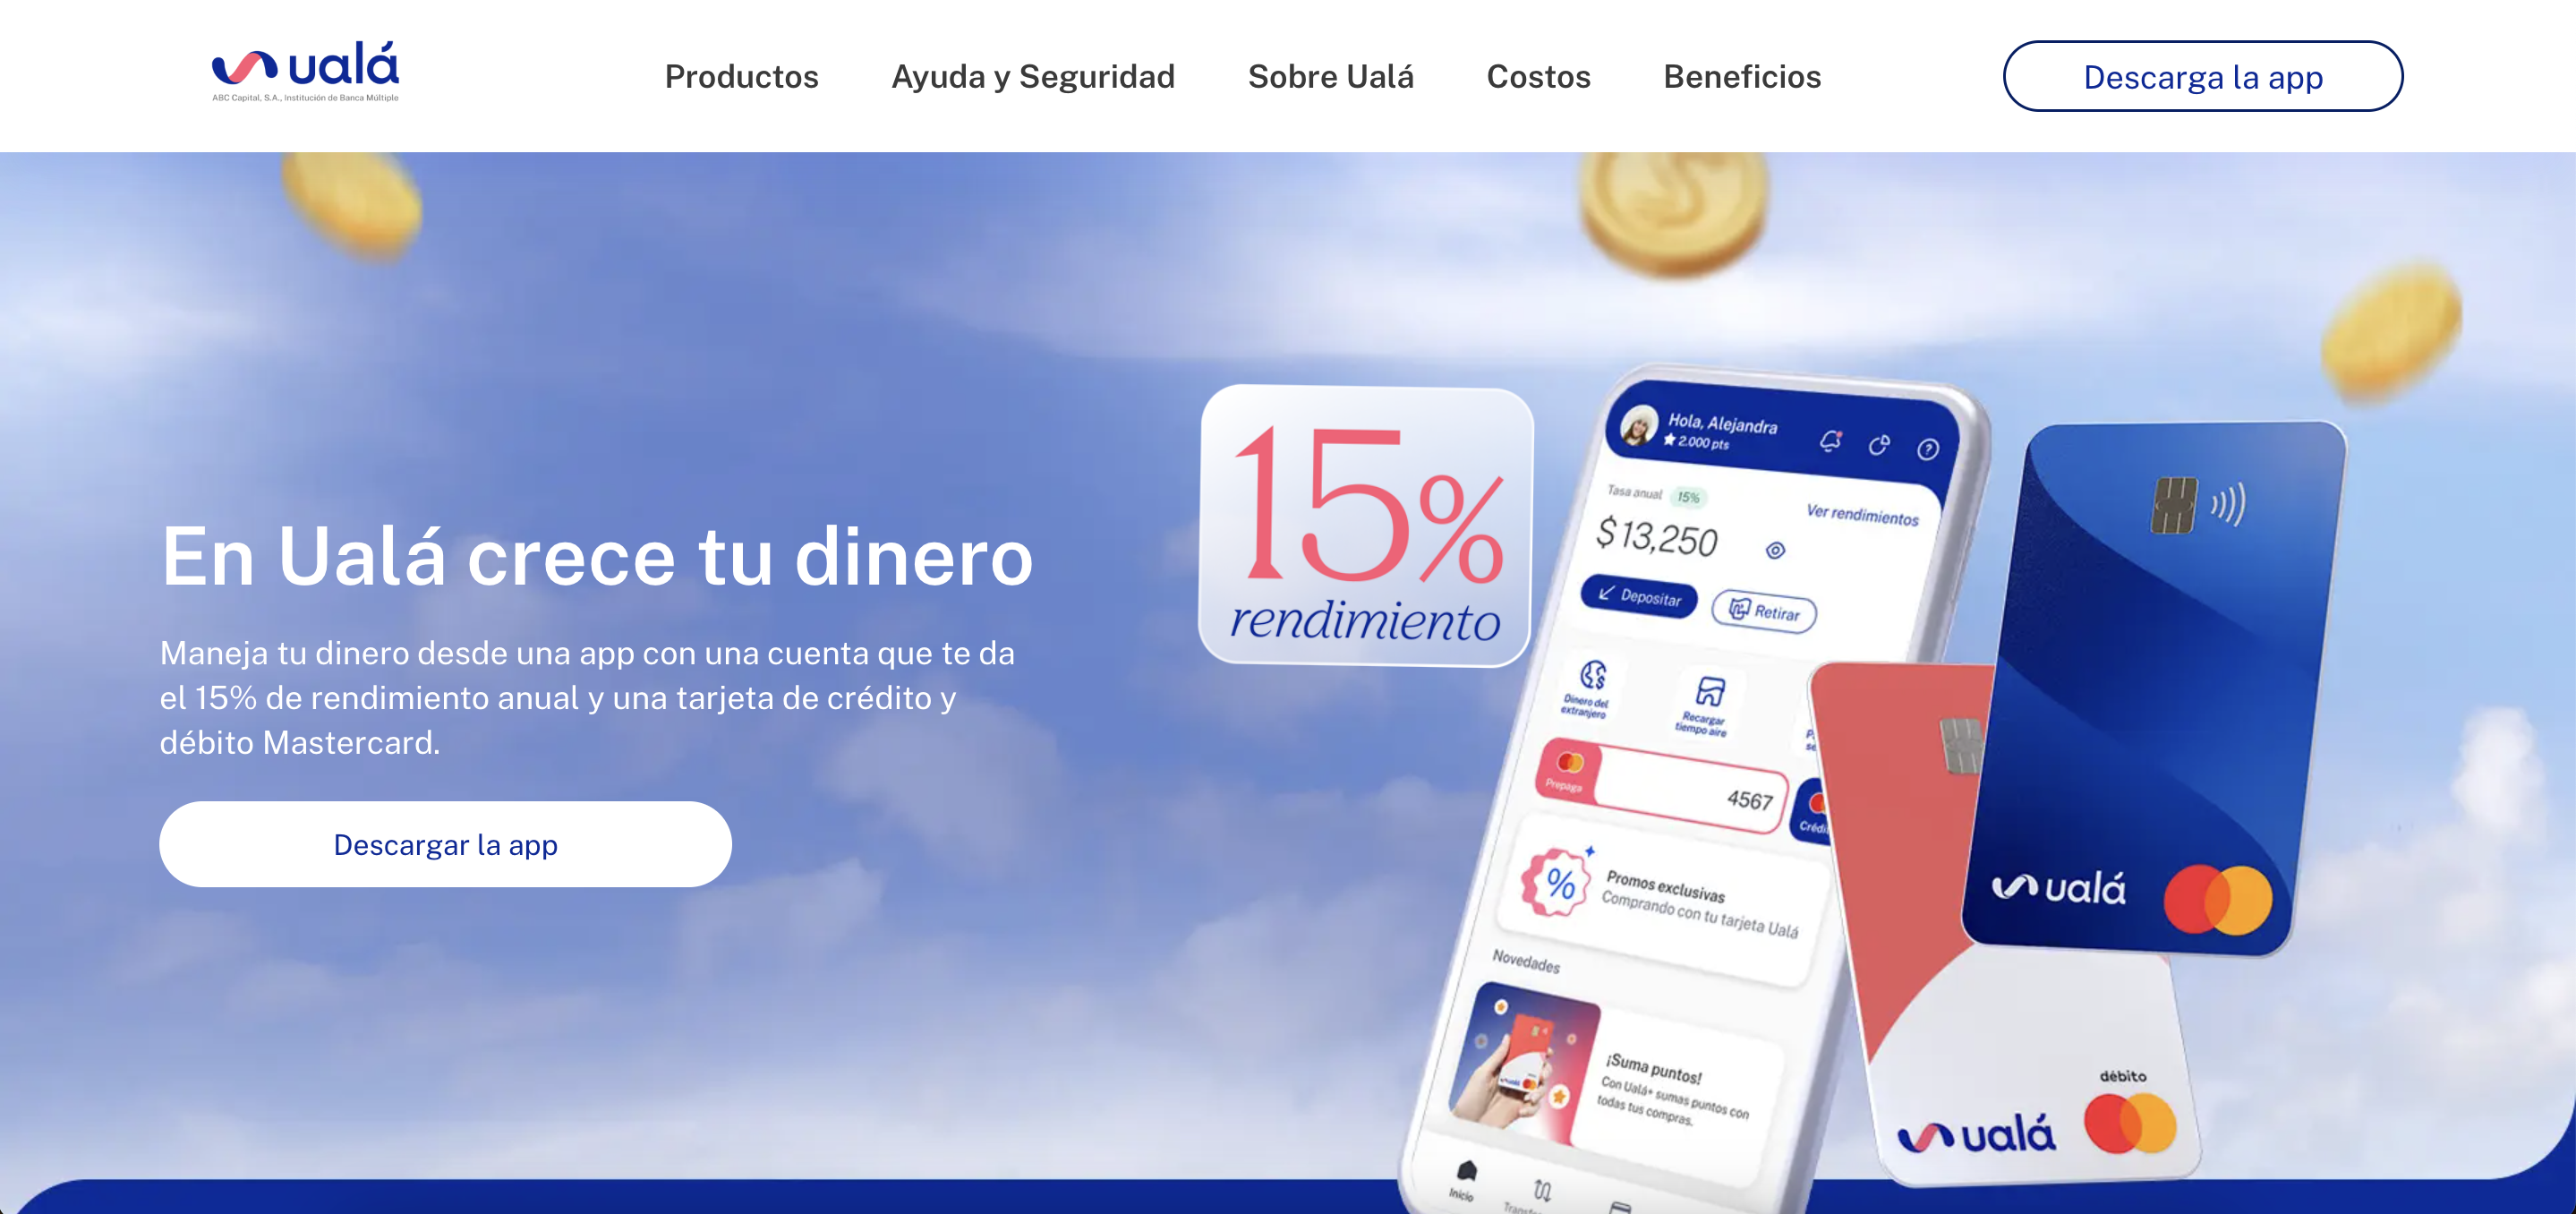 ualá
ABC Capital, S.A., Institución de Banca Múltiple
Productos
Ayuda y Seguridad
Sobre Ualá
Costos
Beneficios
Descarga la app
En Ualá crece tu dinero
Maneja tu dinero desde una app con una cuenta que te da
el 15% de rendimiento anual y una tarjeta de crédito y
débito Mastercard.
Descargar la app
15%
rendimiento
Hola, Alejandra
2.000 pts
Tasa anual 15%
Ver rendimientos
$13,250
Depositar
Retirar
Dinero del
extranjero
Recargar
tiempo aire
Prepaga
4567
Promos exclusivas
Comprando con tu tarjeta Ualá
Novedades
¡Suma puntos!
Con Ualá+ sumas puntos con
todas tus compras.
Inicio
ualá
débito
ualá